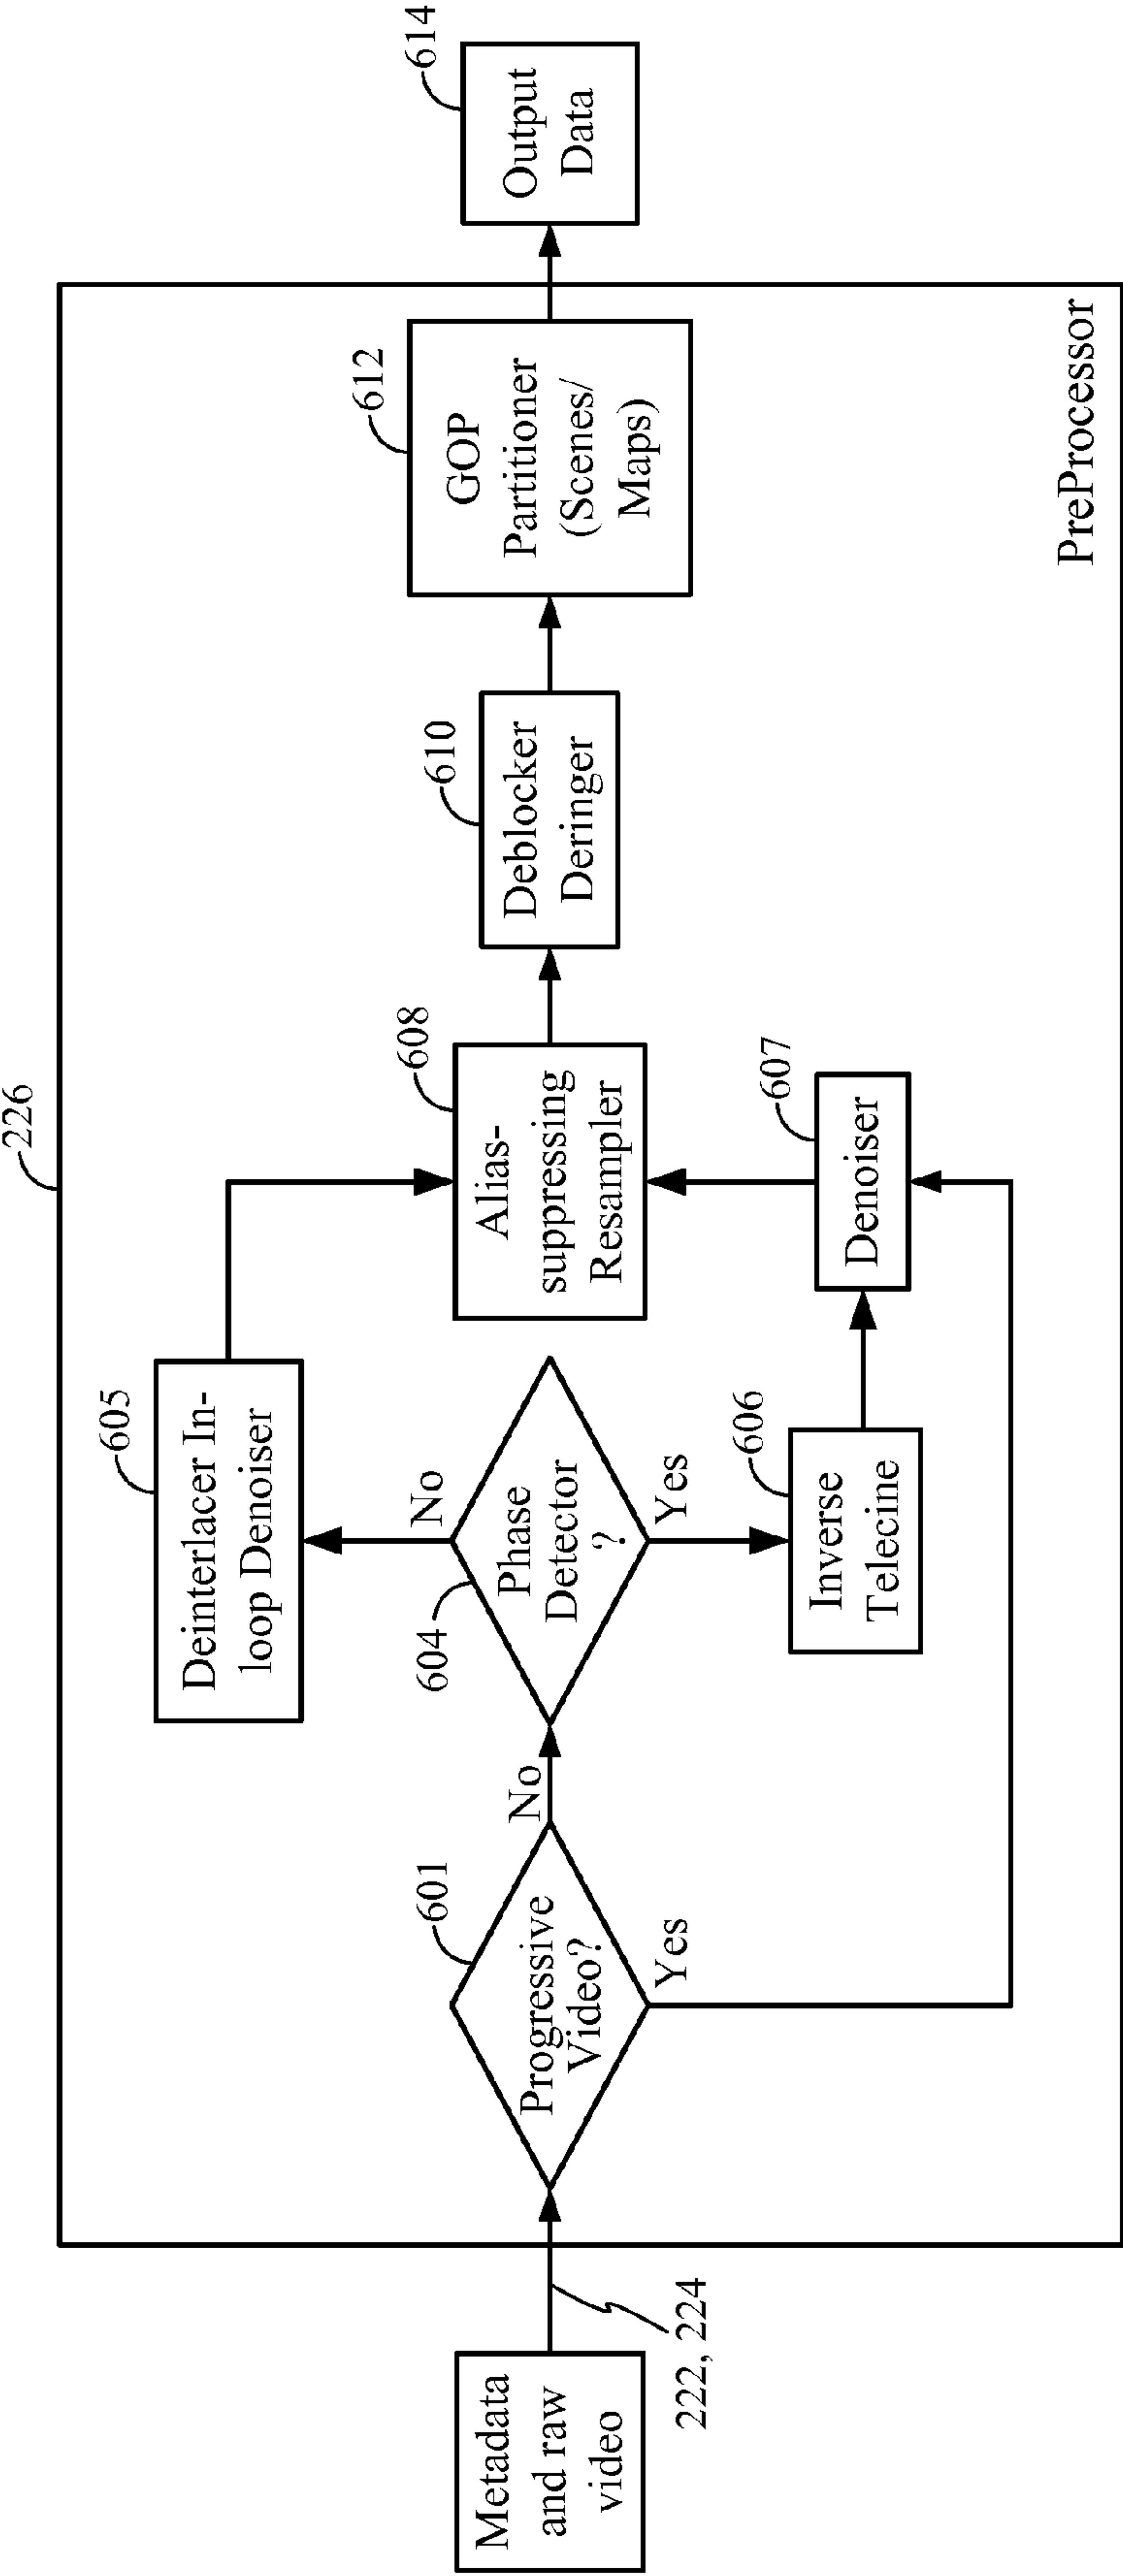 226
Metadata
and raw
video
222, 224
601
Progressive
Video?
No
Yes
604
Phase
Detector
?
No
Yes
605
Deinterlacer In-
loop Denoiser
606
Inverse
Telecine
607
Denoiser
608
Alias-
suppressing
Resampler
610
Deblocker
Deringer
612
GOP
Partitioner
(Scenes/
Maps)
614
Output
Data
PreProcessor